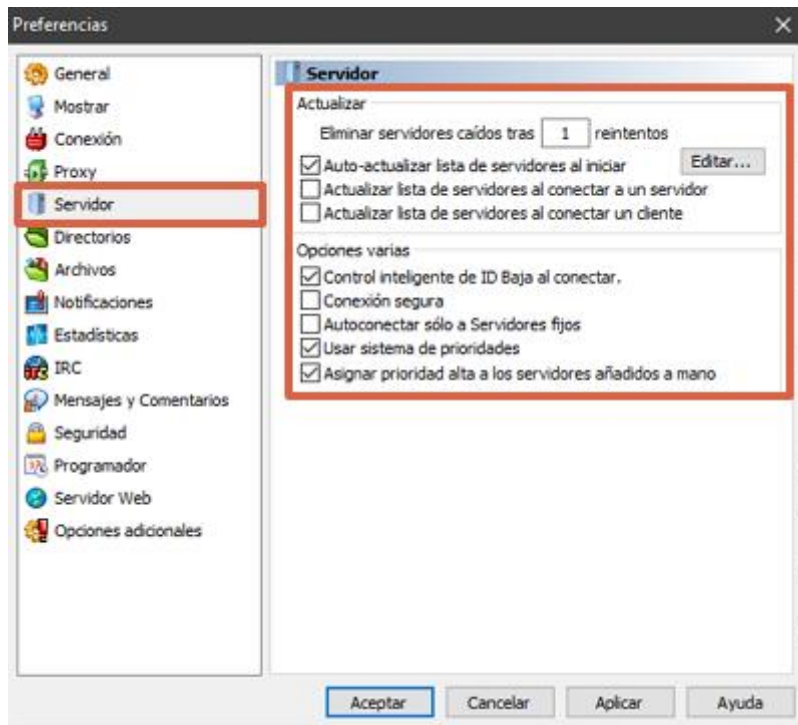 Preferencias
General
Mostrar
Conexión
Proxy
Servidor
Directorios
Archivos
Notificaciones
Estadísticas
IRC
Mensajes y Comentarios
Seguridad
Programador
Servidor Web
Opciones adicionales
Servidor
Actualizar
Eliminar servidores caídos tras 1 reintentos
Auto-actualizar lista de servidores al iniciar Editar...
Actualizar lista de servidores al conectar a un servidor
Actualizar lista de servidores al conectar un cliente
Opciones varias
Control inteligente de ID Baja al conectar.
Conexión segura
Autoconectar sólo a Servidores fijos
Usar sistema de prioridades
Asignar prioridad alta a los servidores añadidos a mano
Aceptar Cancelar Aplicar Ayuda